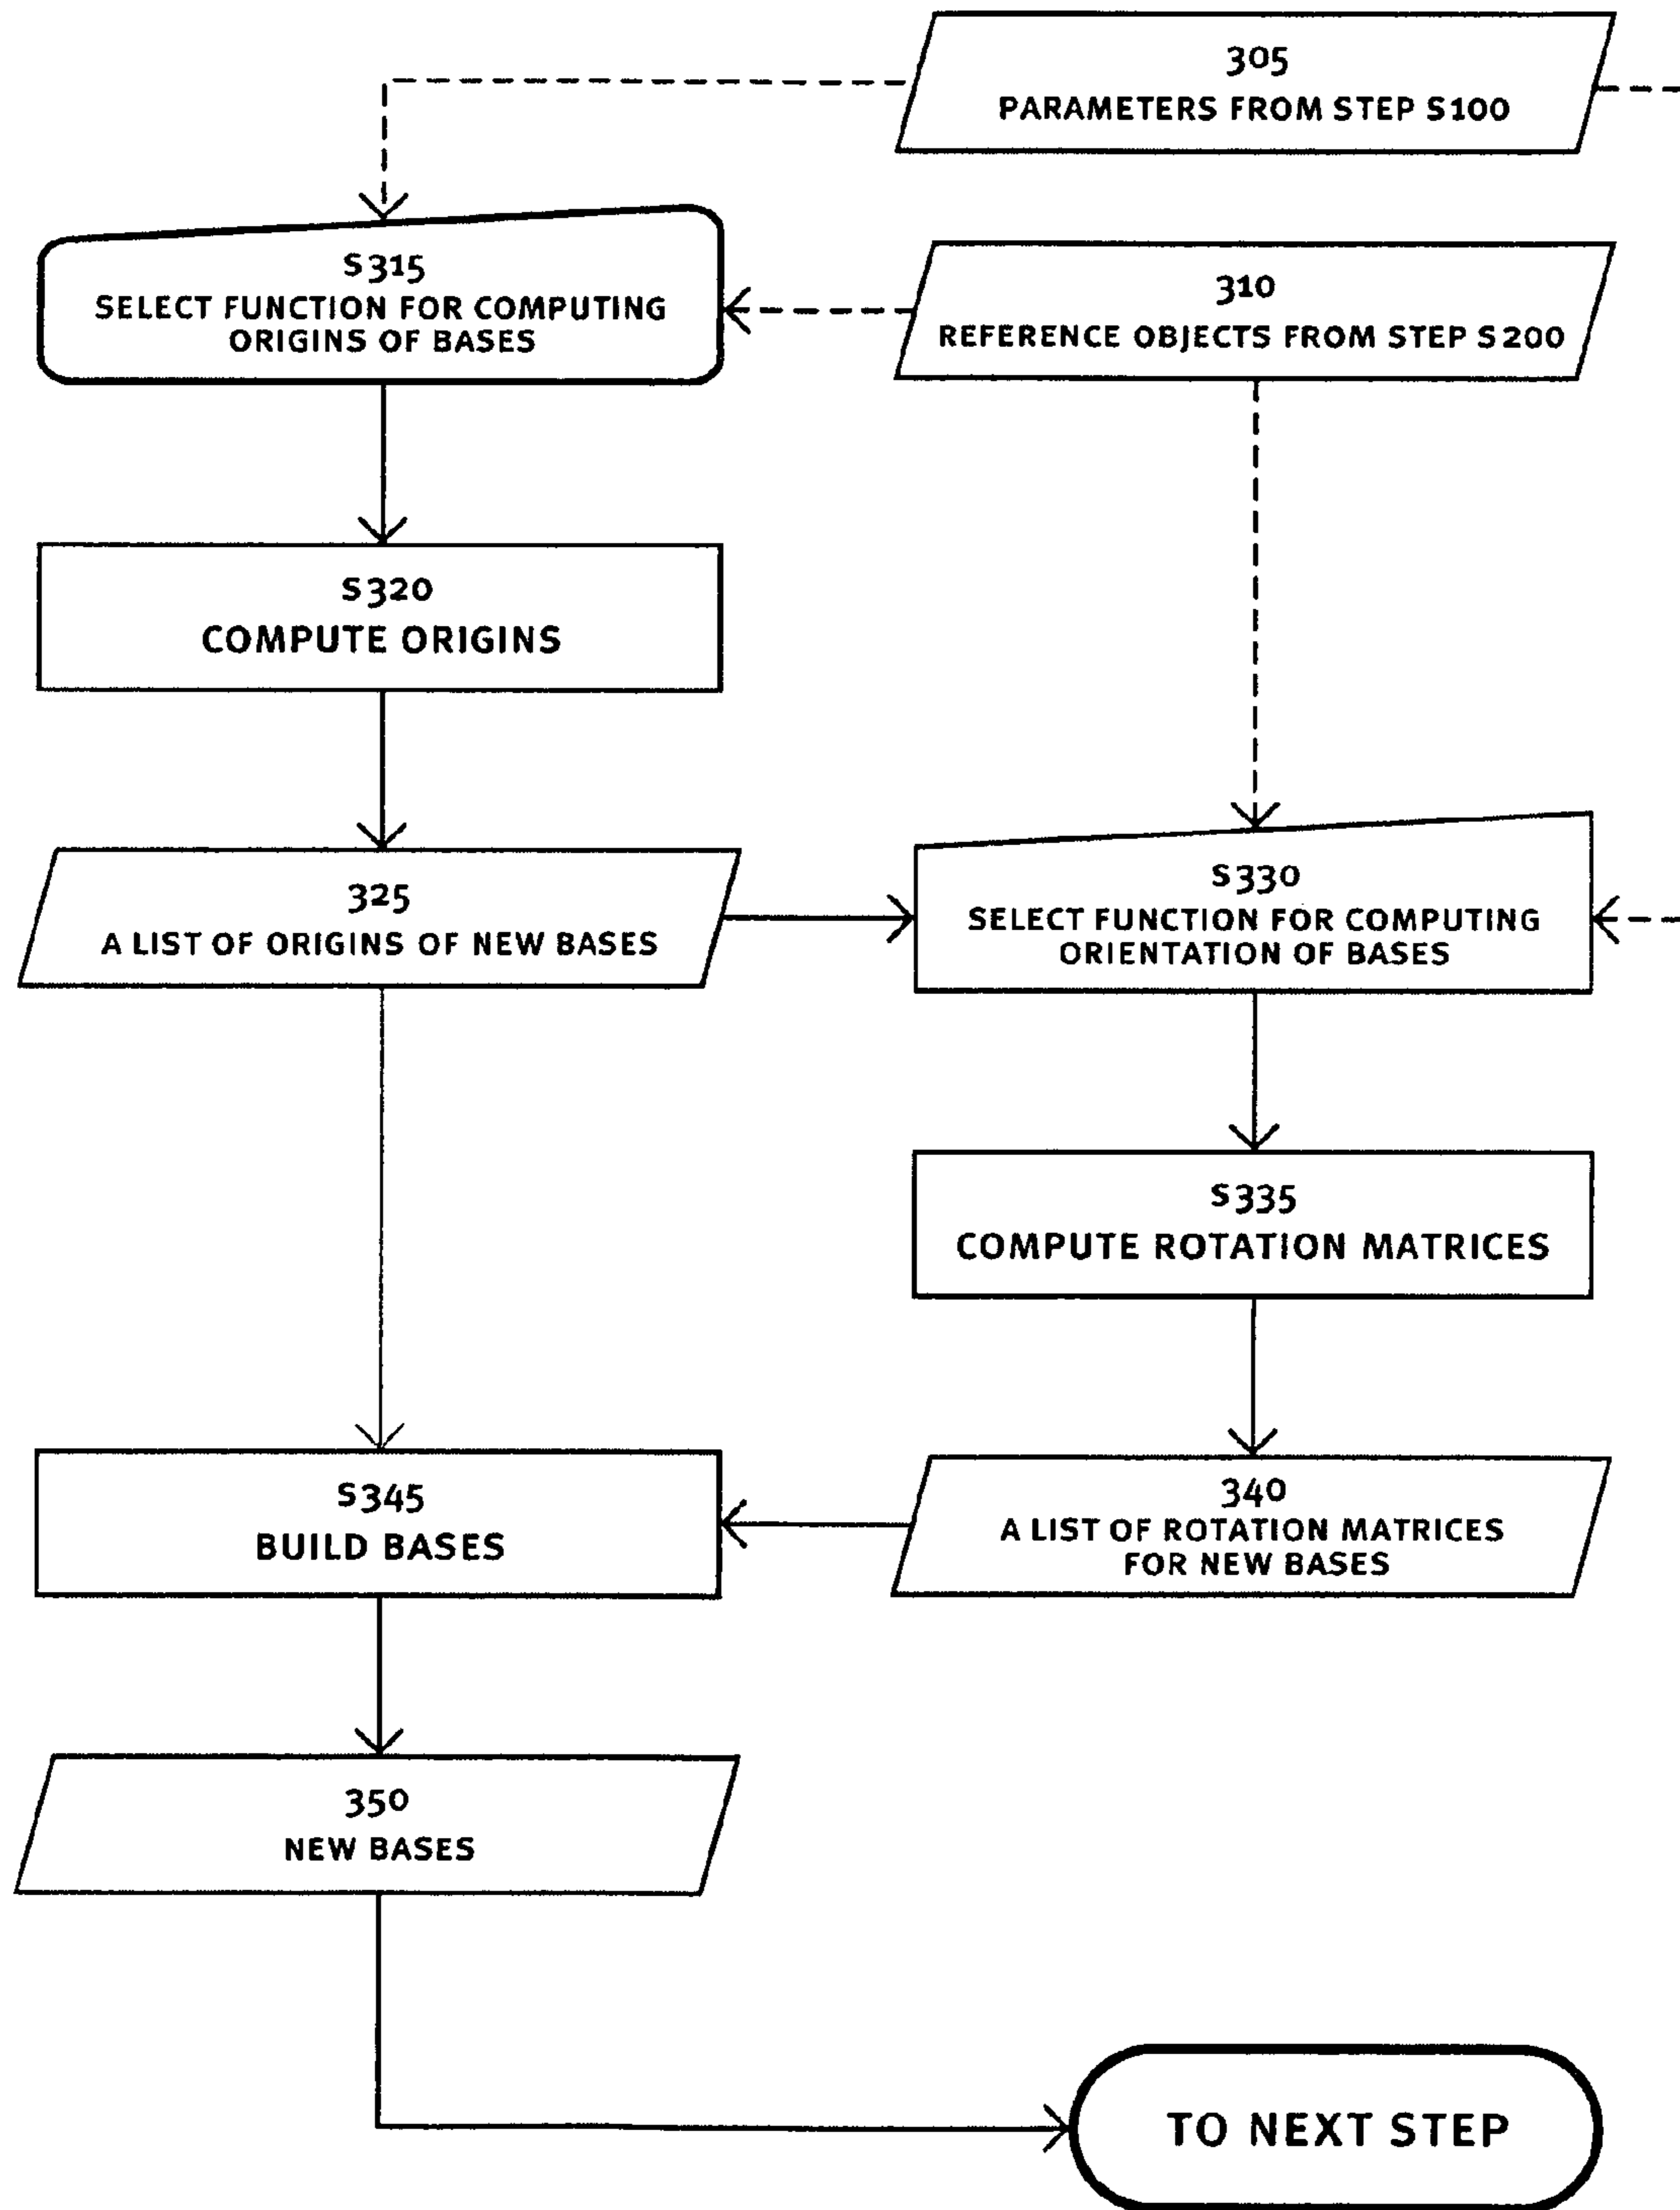 305
PARAMETERS FROM STEP S100
S315
SELECT FUNCTION FOR COMPUTING
ORIGINS OF BASES
310
REFERENCE OBJECTS FROM STEP S200
S320
COMPUTE ORIGINS
325
A LIST OF ORIGINS OF NEW BASES
S330
SELECT FUNCTION FOR COMPUTING
ORIENTATION OF BASES
S335
COMPUTE ROTATION MATRICES
340
A LIST OF ROTATION MATRICES
FOR NEW BASES
S345
BUILD BASES
350
NEW BASES
TO NEXT STEP